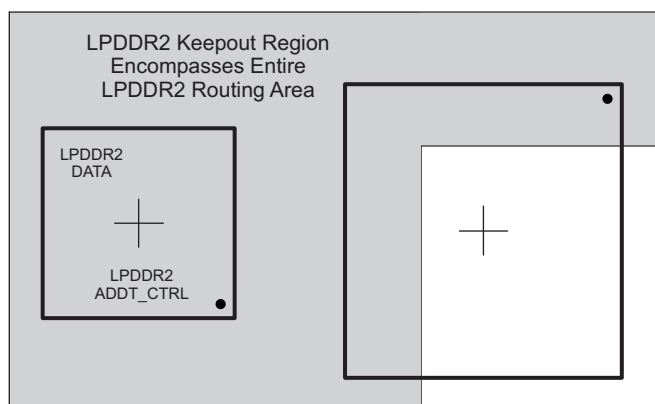 LPDDR2 Keepout Region
Encompasses Entire
LPDDR2 Routing Area
LPDDR2
DATA
LPDDR2
ADDT_CTRL